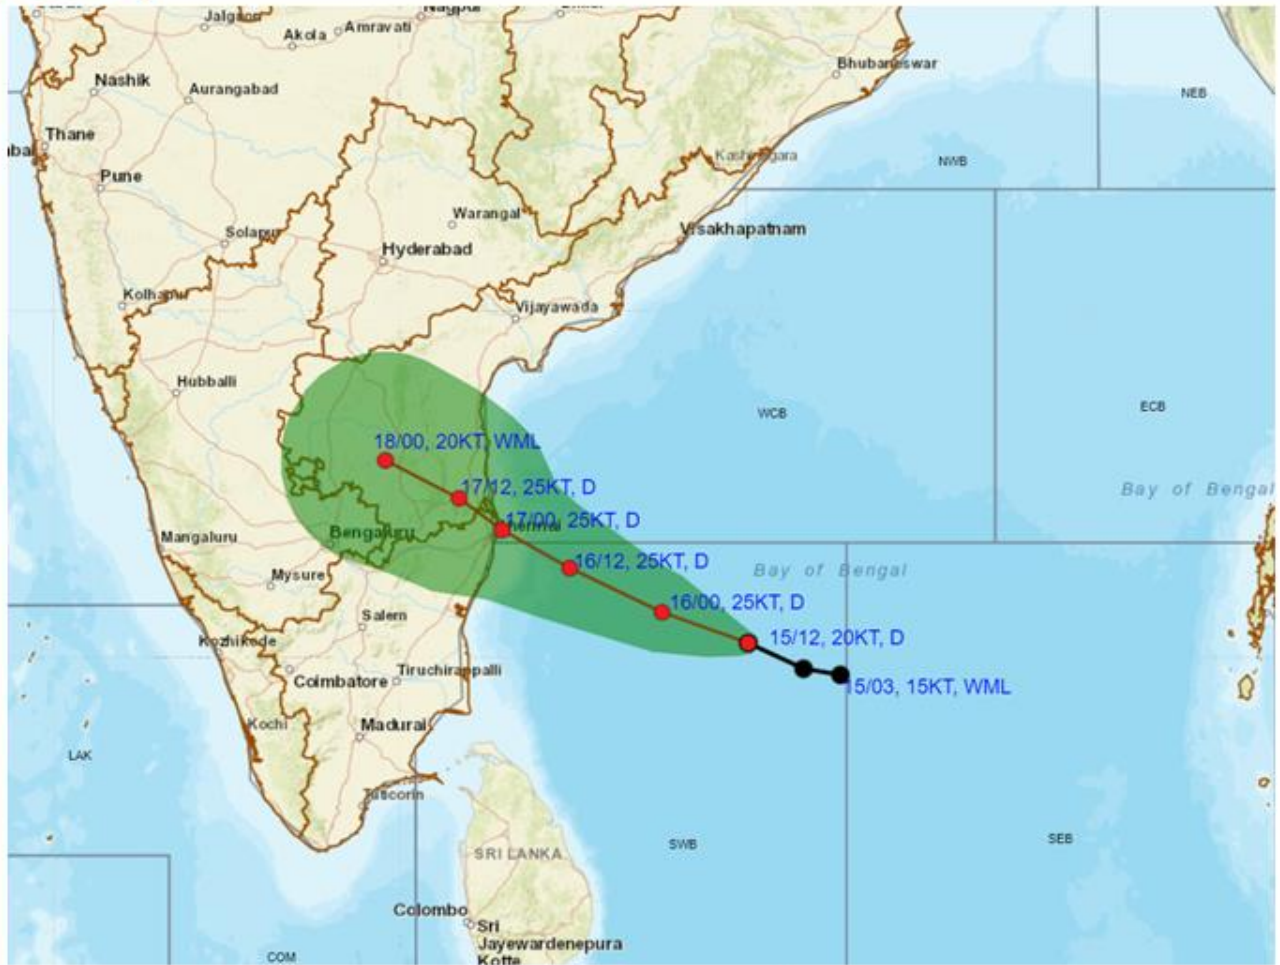 Jalgaon
Nagpur
Akola
Amravati
Nashik
Aurangabad
Bhubaneswar
NEB
Thane
Pune
Kashinagara
NWB
Warangal
Solapur
Hyderabad
Visakhapatnam
Kolhapur
Vijayawada
Hubballi
WCB
ECB
18/00, 20KT, WML
17/12, 25KT, D
Bay of Bengal
17/00, 25KT, D
Chennai
Mangaluru
Bengaluru
16/12, 25KT, D
Bay of Bengal
Mysure
16/00, 25KT, D
Salem
Kozhikode
15/12, 20KT, D
Coimbatore
Tiruchirappalli
15/03, 15KT, WML
Kochi
Madurai
LAK
Tuticorin
SRI LANKA
SWB
SEB
Colombo
Sri
Jayewardenepura
Kotte
COM